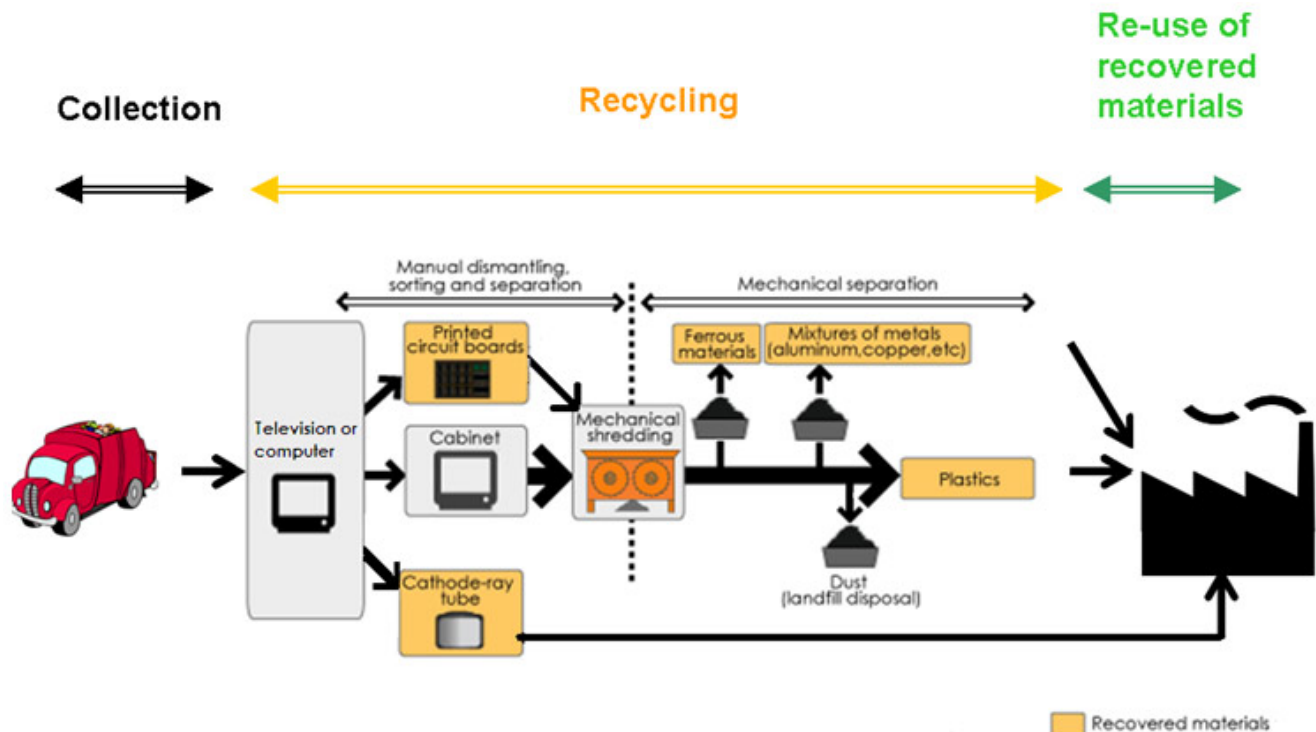 Re-use of
recovered
materials
Collection
Recycling
Manual dismantling,
sorting and separation
Mechanical separation
Printed
circuit boards
Ferrous
materials
Mixtures of metals
(aluminum,copper,etc)
Television or
computer
Cabinet
Mechanical
shredding
Plastics
Cathode-ray
tube
Dust
(landfill disposal)
Recovered materials